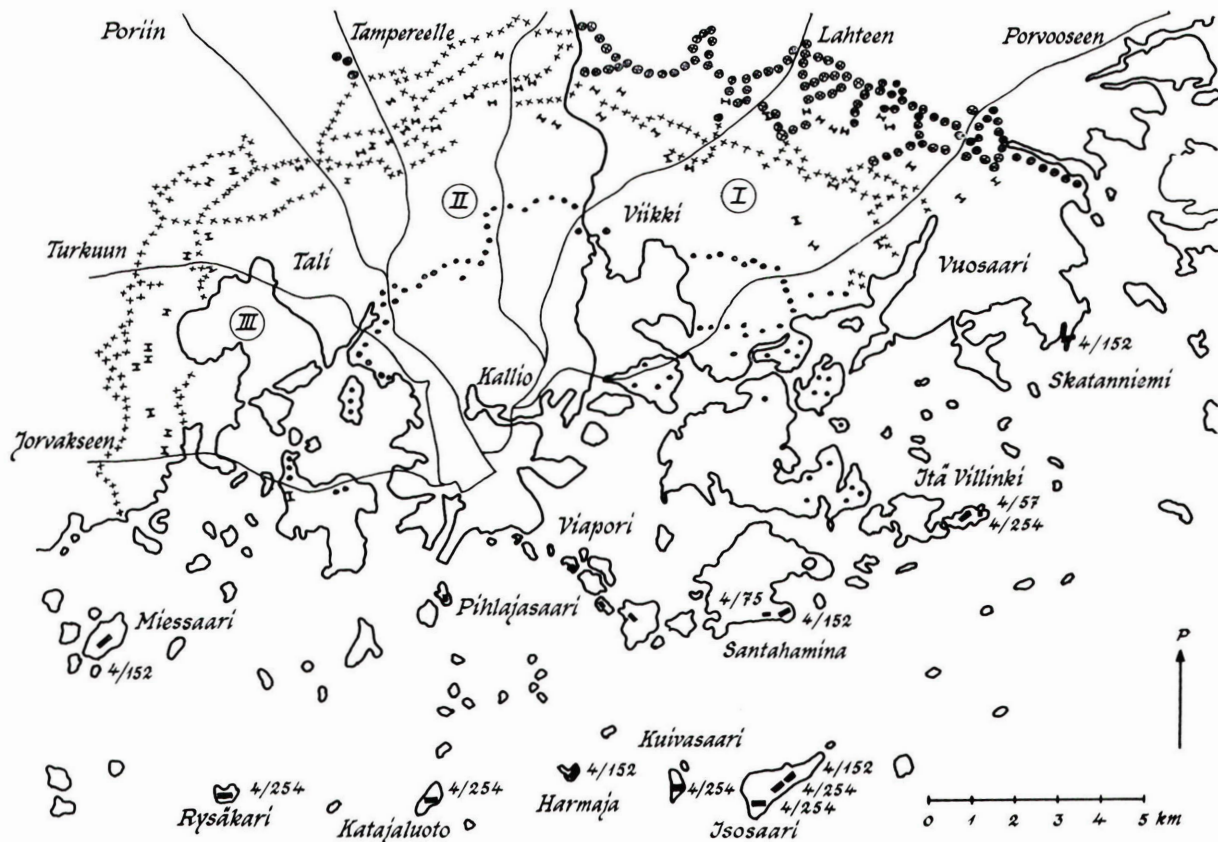 Poriin
Tampereelle
Lahteen
Porvooseen
II
I
Viikki
Turkuun
Tali
Vuosaari
III
4/152
Kallio
Skatanniemi
Jorvakseen
Itä Villinki
4/57
4/254
Viapori
4/75
Pihlajasaari
4/152
Miessaari
Santahamina
P
4/152
Kuivasaari
4/254
4/254
4/152
4/254
4/152
4/254
4/254
Rysäkari
Katajaluoto
Harmaja
Isosaari
0 1 2 3 4 5 km